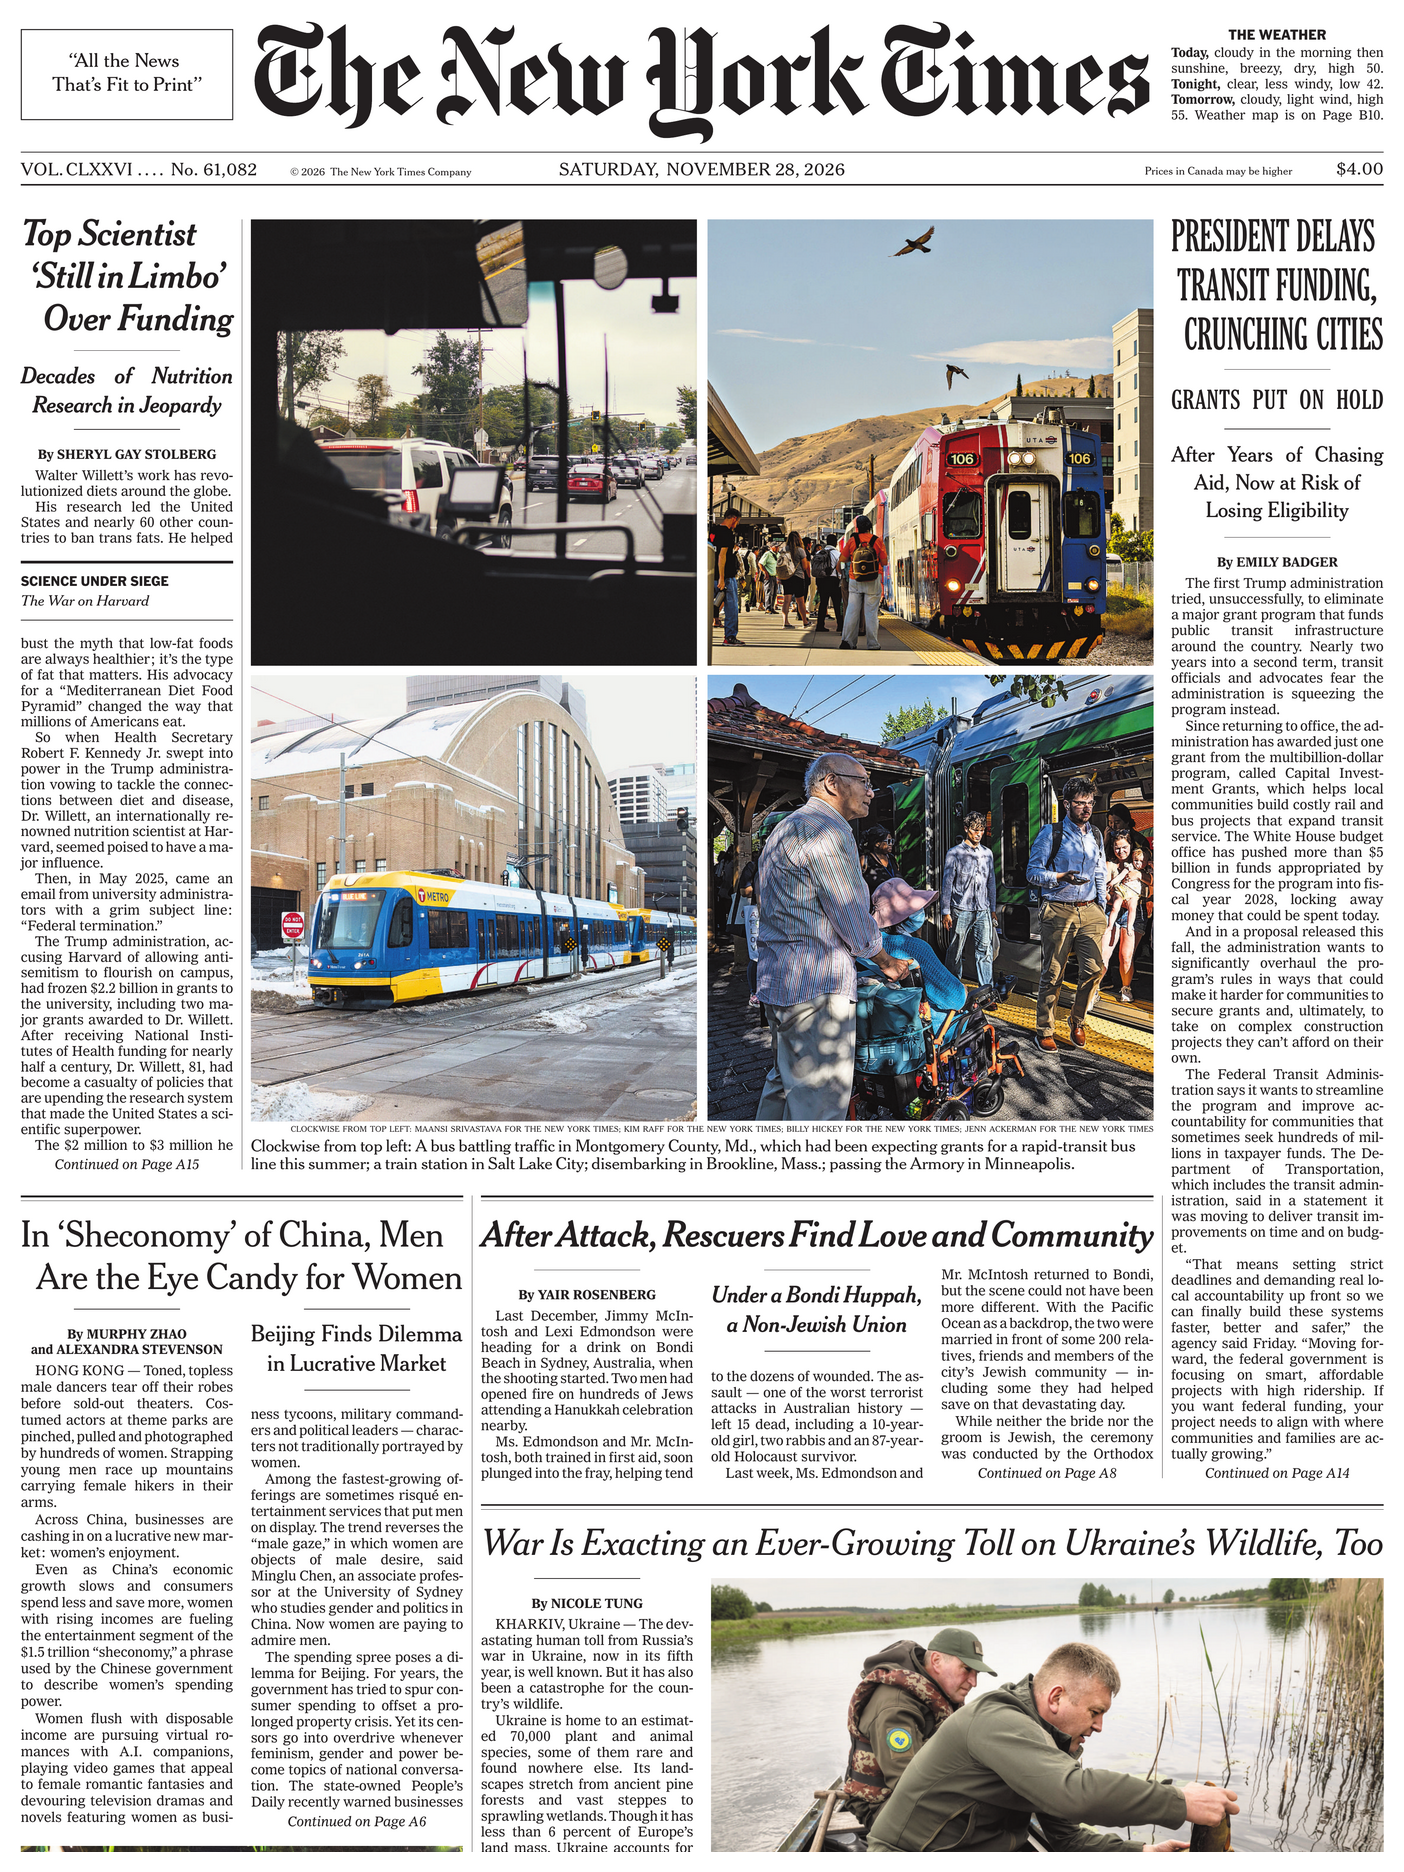 “All the News
That’s Fit to Print”
The New York Times
THE WEATHER
Today, cloudy in the morning then
sunshine, breezy, dry, high 50.
Tonight, clear, less windy, low 42.
Tomorrow, cloudy, light wind, high
55. Weather map is on Page B10.
VOL. CLXXVI .... No. 61,082
© 2026 The New York Times Company
SATURDAY, NOVEMBER 28, 2026
Prices in Canada may be higher
$4.00
Top Scientist
‘Still in Limbo’
Over Funding
Decades of Nutrition
Research in Jeopardy
By SHERYL GAY STOLBERG
Walter Willett’s work has revo-
lutionized diets around the globe.
His research led the United
States and nearly 60 other coun-
tries to ban trans fats. He helped
SCIENCE UNDER SIEGE
The War on Harvard
bust the myth that low-fat foods
are always healthier; it’s the type
of fat that matters. His advocacy
for a “Mediterranean Diet Food
Pyramid” changed the way that
millions of Americans eat.
So when Health Secretary
Robert F. Kennedy Jr. swept into
power in the Trump administra-
tion vowing to tackle the connec-
tions between diet and disease,
Dr. Willett, an internationally re-
nowned nutrition scientist at Har-
vard, seemed poised to have a ma-
jor influence.
Then, in May 2025, came an
email from university administra-
tors with a grim subject line:
“Federal termination.”
The Trump administration, ac-
cusing Harvard of allowing anti-
semitism to flourish on campus,
had frozen $2.2 billion in grants to
the university, including two ma-
jor grants awarded to Dr. Willett.
After receiving National Insti-
tutes of Health funding for nearly
half a century, Dr. Willett, 81, had
become a casualty of policies that
are upending the research system
that made the United States a sci-
entific superpower.
The $2 million to $3 million he
Continued on Page A15
106
UTA
106
UTA
DO NOT
ENTER
BLUE LINE
METRO
CLOCKWISE FROM TOP LEFT: MAANSI SRIVASTAVA FOR THE NEW YORK TIMES; KIM RAFF FOR THE NEW YORK TIMES; BILLY HICKEY FOR THE NEW YORK TIMES; JENN ACKERMAN FOR THE NEW YORK TIMES
Clockwise from top left: A bus battling traffic in Montgomery County, Md., which had been expecting grants for a rapid-transit bus
line this summer; a train station in Salt Lake City; disembarking in Brookline, Mass.; passing the Armory in Minneapolis.
PRESIDENT DELAYS
TRANSIT FUNDING,
CRUNCHING CITIES
GRANTS PUT ON HOLD
After Years of Chasing
Aid, Now at Risk of
Losing Eligibility
By EMILY BADGER
The first Trump administration
tried, unsuccessfully, to eliminate
a major grant program that funds
public transit infrastructure
around the country. Nearly two
years into a second term, transit
officials and advocates fear the
administration is squeezing the
program instead.
Since returning to office, the ad-
ministration has awarded just one
grant from the multibillion-dollar
program, called Capital Invest-
ment Grants, which helps local
communities build costly rail and
bus projects that expand transit
service. The White House budget
office has pushed more than $5
billion in funds appropriated by
Congress for the program into fis-
cal year 2028, locking away
money that could be spent today.
And in a proposal released this
fall, the administration wants to
significantly overhaul the pro-
gram’s rules in ways that could
make it harder for communities to
secure grants and, ultimately, to
take on complex construction
projects they can’t afford on their
own.
The Federal Transit Adminis-
tration says it wants to streamline
the program and improve ac-
countability for communities that
sometimes seek hundreds of mil-
lions in taxpayer funds. The De-
partment of Transportation,
which includes the transit admin-
istration, said in a statement it
was moving to deliver transit im-
provements on time and on budg-
et.
“That means setting strict
deadlines and demanding real lo-
cal accountability up front so we
can finally build these systems
faster, better and safer,” the
agency said Friday. “Moving for-
ward, the federal government is
focusing on smart, affordable
projects with high ridership. If
you want federal funding, your
project needs to align with where
communities and families are ac-
tually growing.”
Continued on Page A14
In ‘Sheconomy’ of China, Men
Are the Eye Candy for Women
By MURPHY ZHAO
and ALEXANDRA STEVENSON
HONG KONG — Toned, topless
male dancers tear off their robes
before sold-out theaters. Cos-
tumed actors at theme parks are
pinched, pulled and photographed
by hundreds of women. Strapping
young men race up mountains
carrying female hikers in their
arms.
Across China, businesses are
cashing in on a lucrative new mar-
ket: women’s enjoyment.
Even as China’s economic
growth slows and consumers
spend less and save more, women
with rising incomes are fueling
the entertainment segment of the
$1.5 trillion “sheconomy,” a phrase
used by the Chinese government
to describe women’s spending
power.
Women flush with disposable
income are pursuing virtual ro-
mances with A.I. companions,
playing video games that appeal
to female romantic fantasies and
devouring television dramas and
novels featuring women as busi-
Beijing Finds Dilemma
in Lucrative Market
ness tycoons, military command-
ers and political leaders — charac-
ters not traditionally portrayed by
women.
Among the fastest-growing of-
ferings are sometimes risqué en-
tertainment services that put men
on display. The trend reverses the
“male gaze,” in which women are
objects of male desire, said
Minglu Chen, an associate profes-
sor at the University of Sydney
who studies gender and politics in
China. Now women are paying to
admire men.
The spending spree poses a di-
lemma for Beijing. For years, the
government has tried to spur con-
sumer spending to offset a pro-
longed property crisis. Yet its cen-
sors go into overdrive whenever
feminism, gender and power be-
come topics of national conversa-
tion. The state-owned People’s
Daily recently warned businesses
Continued on Page A6
After Attack, Rescuers Find Love and Community
By YAIR ROSENBERG
Last December, Jimmy McIn-
tosh and Lexi Edmondson were
heading for a drink on Bondi
Beach in Sydney, Australia, when
the shooting started. Two men had
opened fire on hundreds of Jews
attending a Hanukkah celebration
nearby.
Ms. Edmondson and Mr. McIn-
tosh, both trained in first aid, soon
plunged into the fray, helping tend
Under a Bondi Huppah,
a Non-Jewish Union
to the dozens of wounded. The as-
sault — one of the worst terrorist
attacks in Australian history —
left 15 dead, including a 10-year-
old girl, two rabbis and an 87-year-
old Holocaust survivor.
Last week, Ms. Edmondson and
Mr. McIntosh returned to Bondi,
but the scene could not have been
more different. With the Pacific
Ocean as a backdrop, the two were
married in front of some 200 rela-
tives, friends and members of the
city’s Jewish community — in-
cluding some they had helped
save on that devastating day.
While neither the bride nor the
groom is Jewish, the ceremony
was conducted by the Orthodox
Continued on Page A8
War Is Exacting an Ever-Growing Toll on Ukraine’s Wildlife, Too
By NICOLE TUNG
KHARKIV, Ukraine — The dev-
astating human toll from Russia’s
war in Ukraine, now in its fifth
year, is well known. But it has also
been a catastrophe for the coun-
try’s wildlife.
Ukraine is home to an estimat-
ed 70,000 plant and animal
species, some of them rare and
found nowhere else. Its land-
scapes stretch from ancient pine
forests and vast steppes to
sprawling wetlands. Though it has
less than 6 percent of Europe’s
land mass, Ukraine accounts for